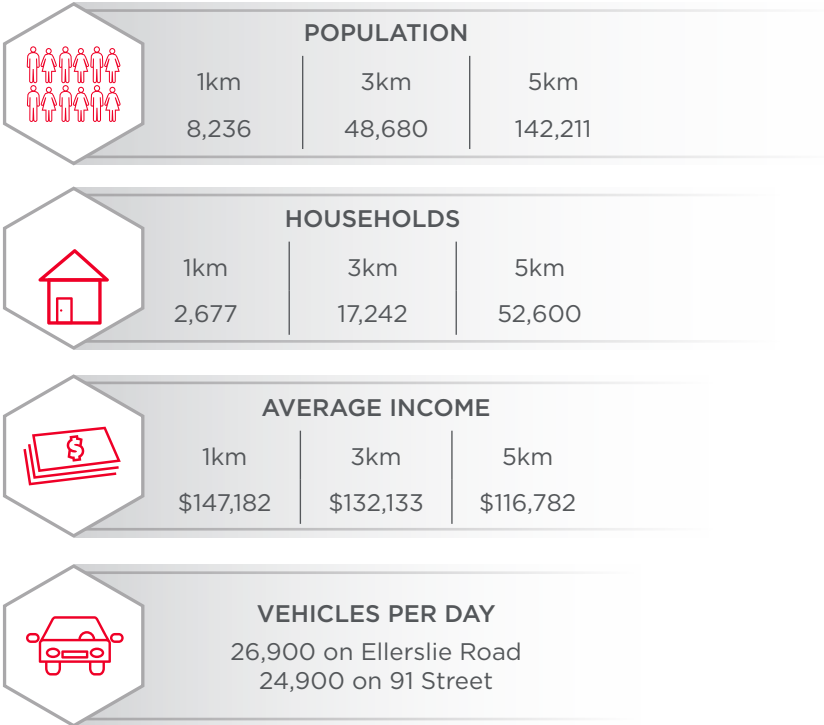 POPULATION
1km 3km 5km
8,236 48,680 142,211
HOUSEHOLDS
1km 3km 5km
2,677 17,242 52,600
$
AVERAGE INCOME
1km 3km 5km
$147,182 $132,133 $116,782
VEHICLES PER DAY
26,900 on Ellerslie Road
24,900 on 91 Street